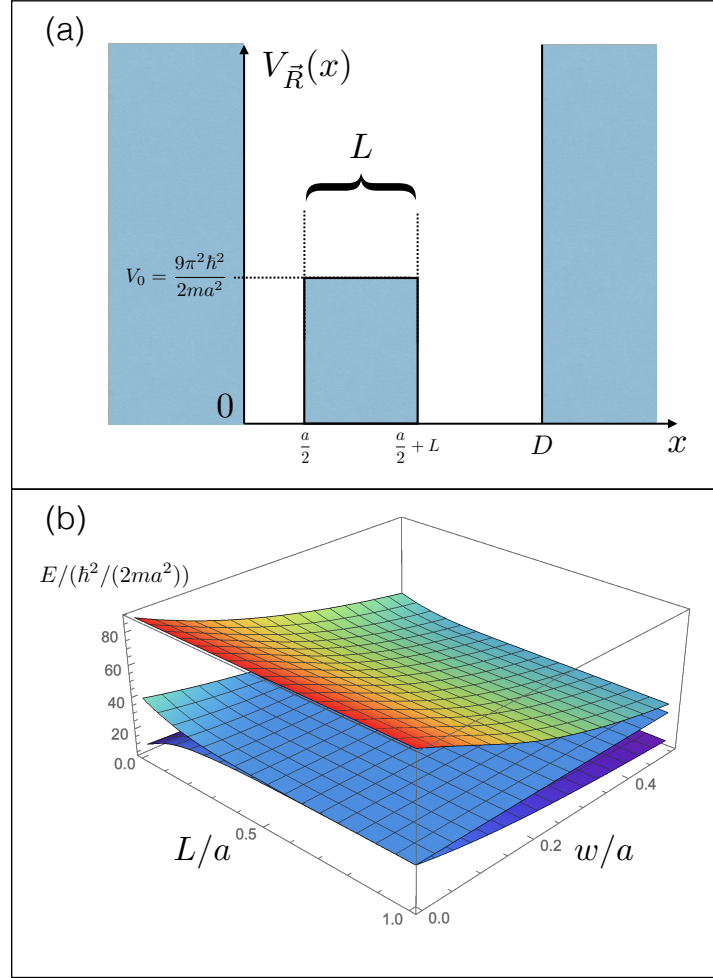 (a)
V_{\vec{R}}(x)
L
V_0 = \frac{9\pi^2\hbar^2}{2ma^2}
0
\frac{a}{2}
\frac{a}{2} + L
D
x
(b)
E/(\hbar^2/(2ma^2))
80
60
40
20
0.0
0.5
1.0
L/a
0.0
0.2
0.4
w/a